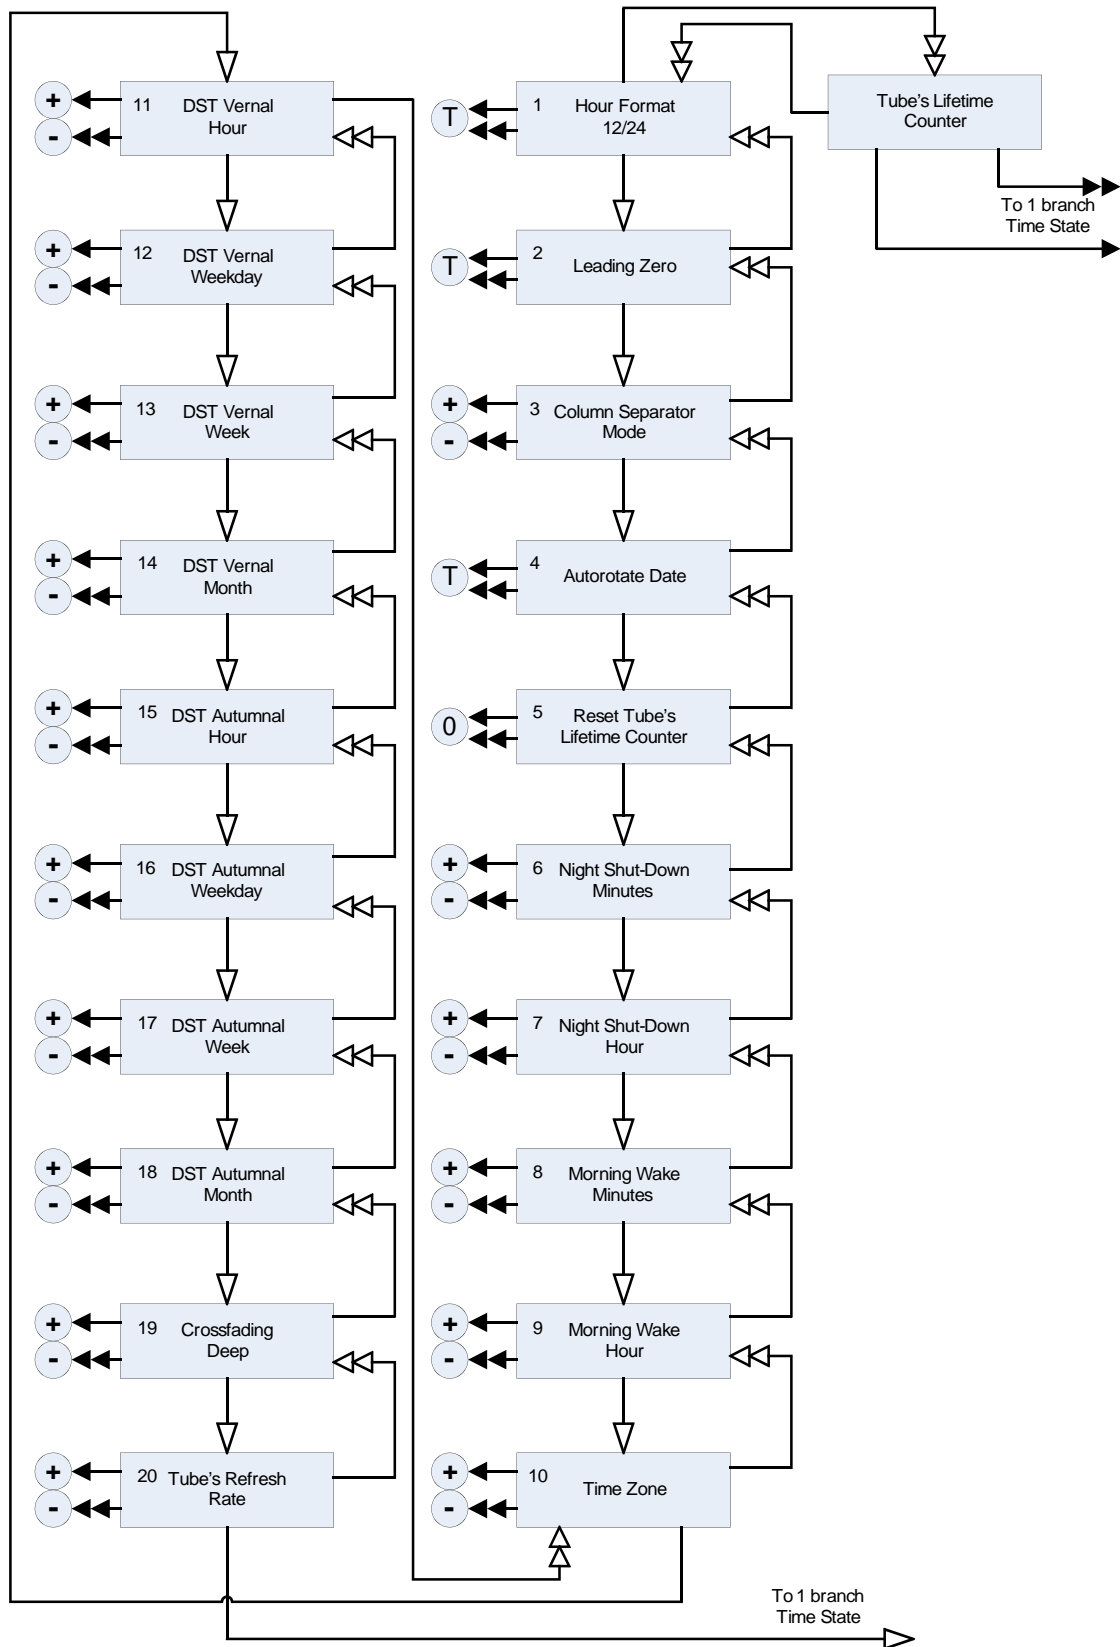 11
DST Vernal
Hour
+
-
12
DST Vernal
Weekday
+
-
13
DST Vernal
Week
+
-
14
DST Vernal
Month
+
-
15
DST Autumnal
Hour
+
-
16
DST Autumnal
Weekday
+
-
17
DST Autumnal
Week
+
-
18
DST Autumnal
Month
+
-
19
Crossfading
Deep
+
-
20
Tube's Refresh
Rate
+
-
1
Hour Format
12/24
T
2
Leading Zero
T
3
Column Separator
Mode
+
-
4
Autorotate Date
T
5
Reset Tube's
Lifetime Counter
0
6
Night Shut-Down
Minutes
+
-
7
Night Shut-Down
Hour
+
-
8
Morning Wake
Minutes
+
-
9
Morning Wake
Hour
+
-
10
Time Zone
+
-
Tube's Lifetime
Counter
To 1 branch
Time State
To 1 branch
Time State